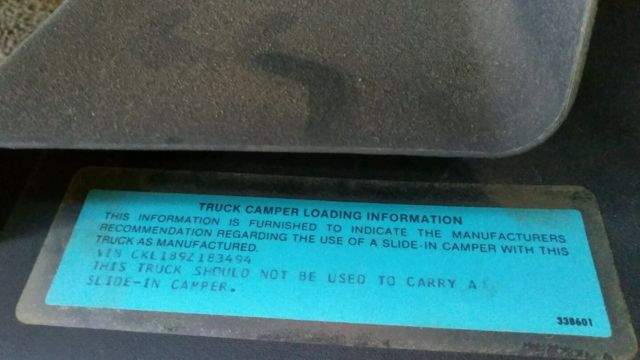 TRUCK CAMPER LOADING INFORMATION
THIS INFORMATION IS FURNISHED TO INDICATE THE MANUFACTURERS
RECOMMENDATION REGARDING THE USE OF A SLIDE-IN CAMPER WITH THIS
TRUCK AS MANUFACTURED.
VIN CKL189Z183494
THIS TRUCK SHOULD NOT BE USED TO CARRY A
SLIDE-IN CAMPER.
338601